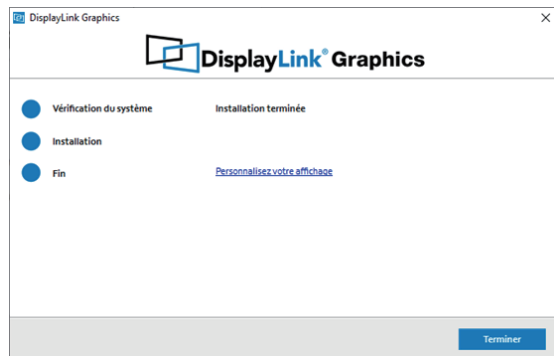 DisplayLink Graphics
DisplayLink® Graphics
Vérification du système
Installation terminée
Installation
Fin
Personnalisez votre affichage
Terminer